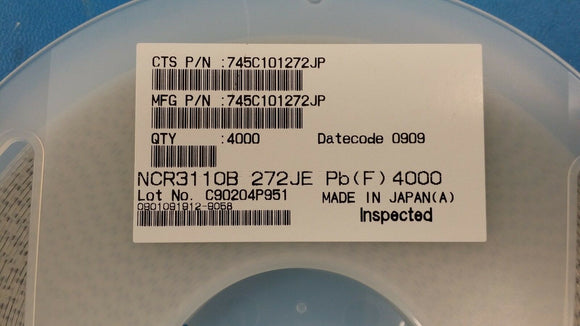 CTS P/N :745C101272JP
MFG P/N :745C101272JP
QTY :4000 Datecode 0909
NCR3110B 272JE Pb(F) 4000
Lot No. C90204P951 MADE IN JAPAN(A)
0901091912-9058 Inspected